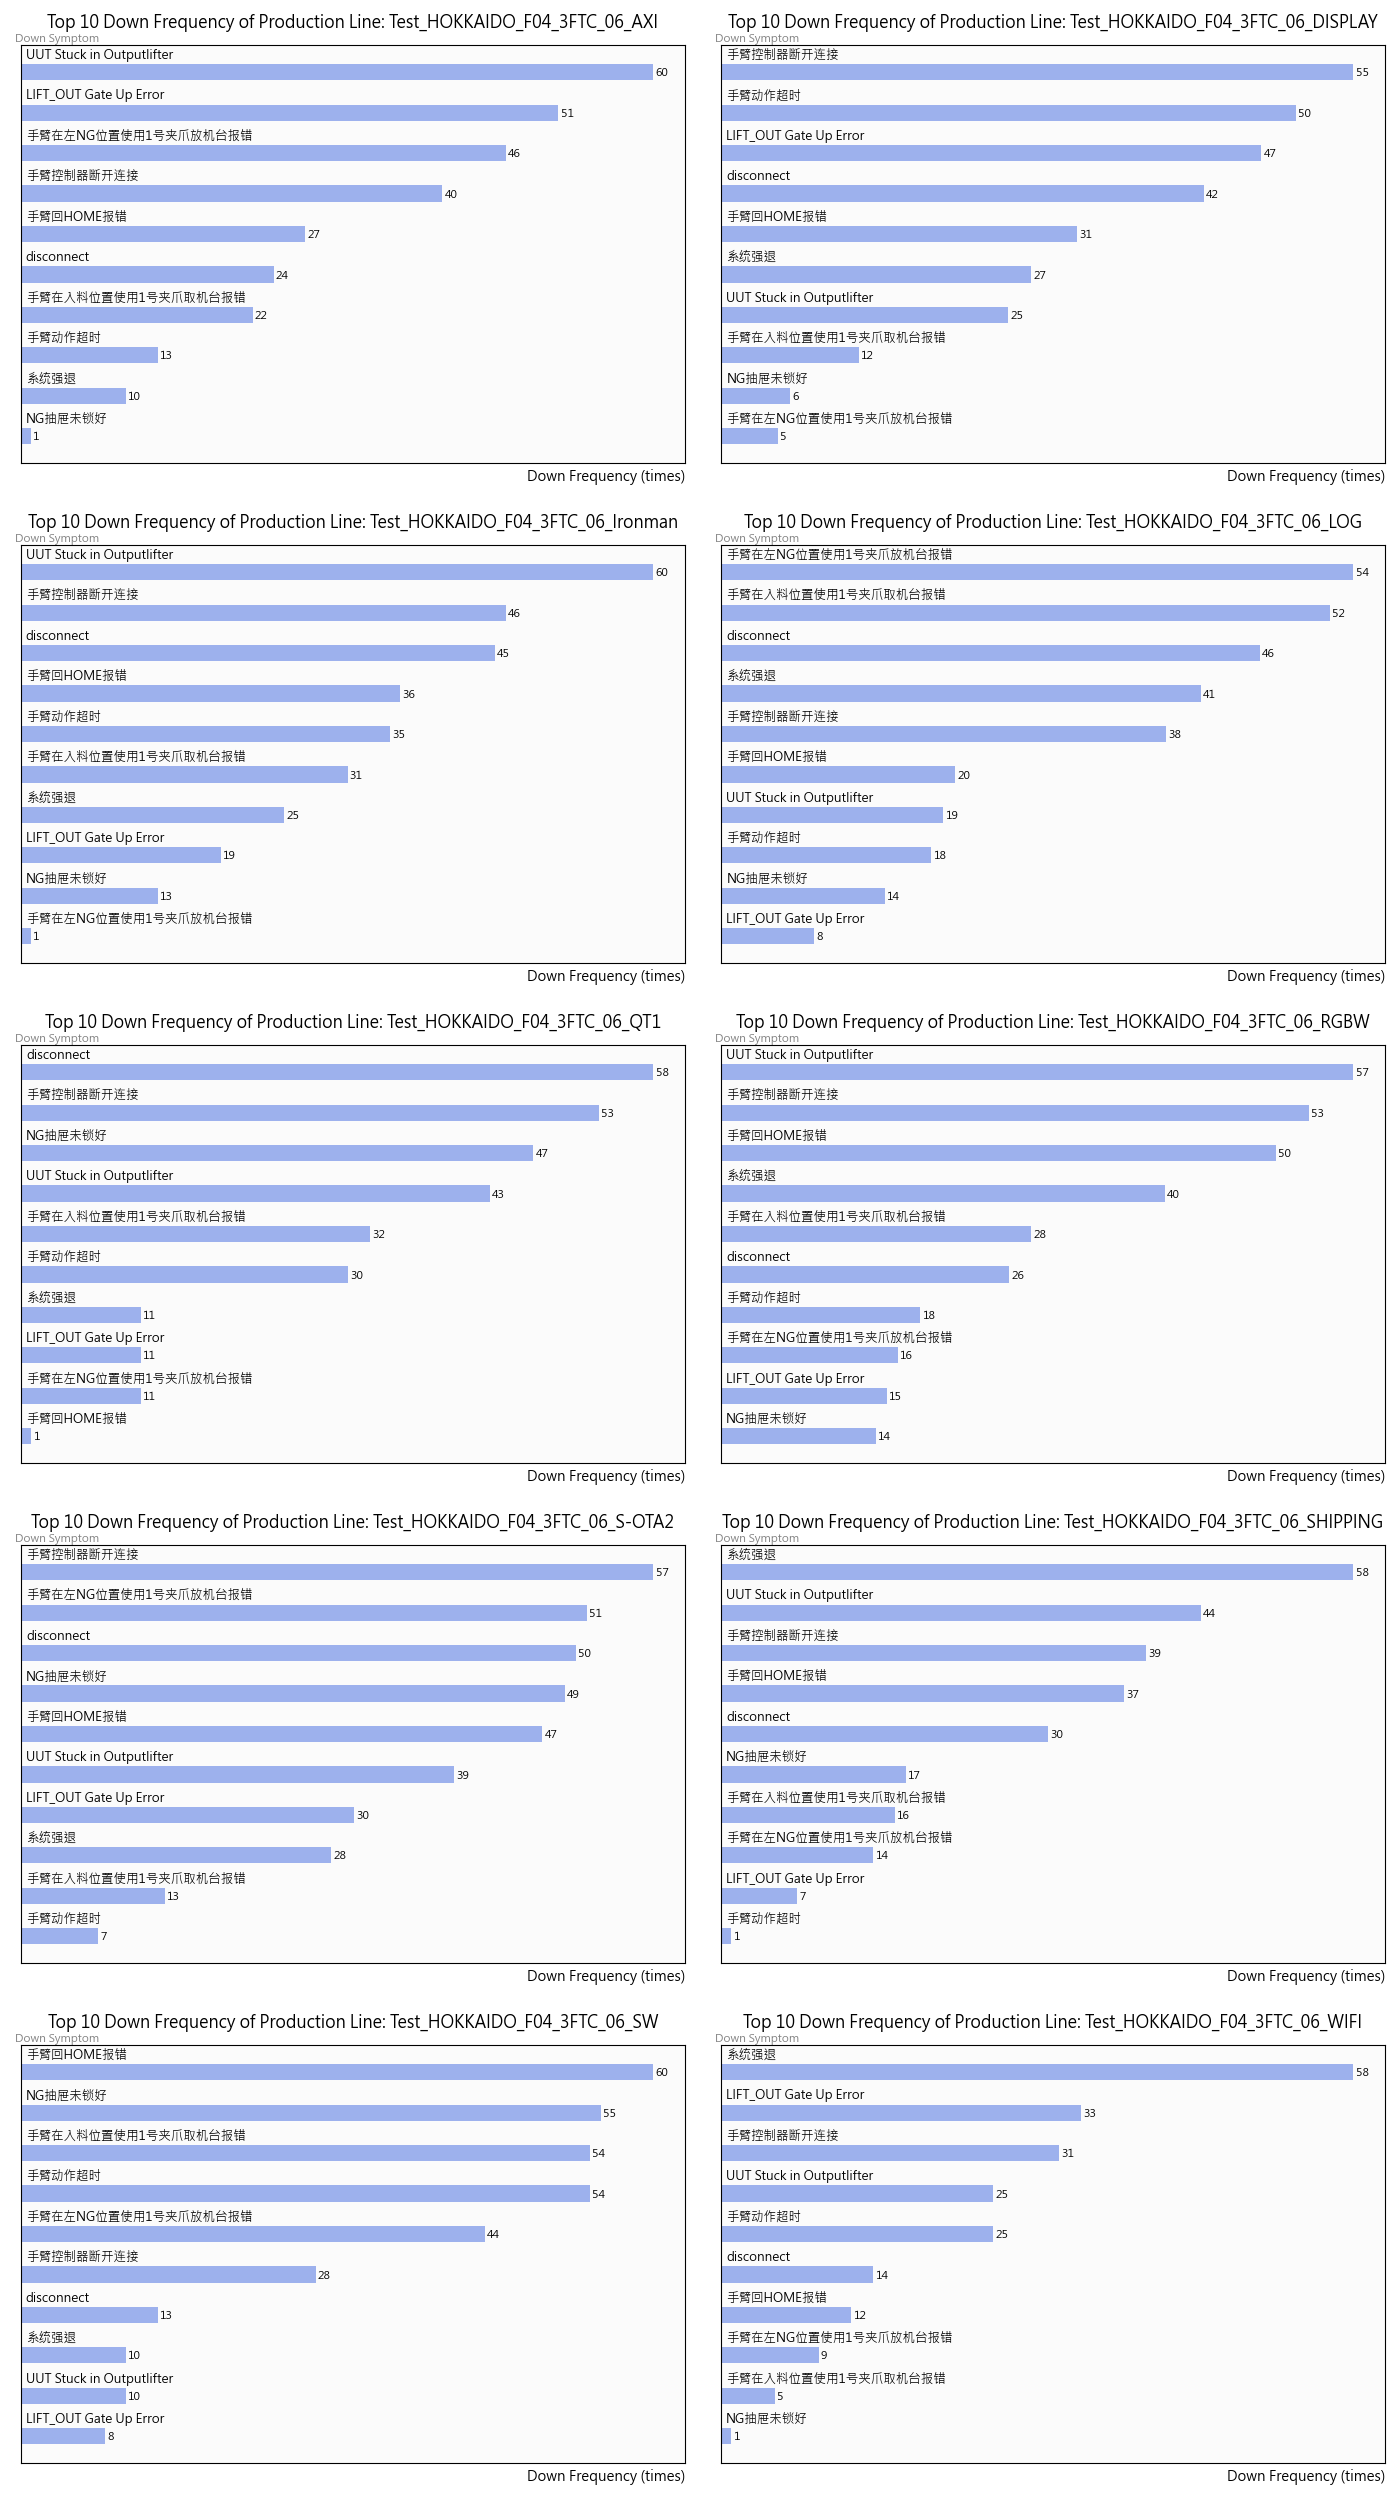 Top 10 Down Frequency of Production Line: Test_HOKKAIDO_F04_3FTC_06_AXI
Down Symptom
UUT Stuck in Outputlifter
60
LIFT_OUT Gate Up Error
51
手臂在左NG位置使用1号夹爪放机台报错
46
手臂控制器断开连接
40
手臂回HOME报错
27
disconnect
24
手臂在入料位置使用1号夹爪取机台报错
22
手臂动作超时
13
系统强退
10
NG抽屉未锁好
1
Down Frequency (times)
Top 10 Down Frequency of Production Line: Test_HOKKAIDO_F04_3FTC_06_DISPLAY
Down Symptom
手臂控制器断开连接
55
手臂动作超时
50
LIFT_OUT Gate Up Error
47
disconnect
42
手臂回HOME报错
31
系统强退
27
UUT Stuck in Outputlifter
25
手臂在入料位置使用1号夹爪取机台报错
12
NG抽屉未锁好
6
手臂在左NG位置使用1号夹爪放机台报错
5
Down Frequency (times)
Top 10 Down Frequency of Production Line: Test_HOKKAIDO_F04_3FTC_06_Ironman
Down Symptom
UUT Stuck in Outputlifter
60
手臂控制器断开连接
46
disconnect
45
手臂回HOME报错
36
手臂动作超时
35
手臂在入料位置使用1号夹爪取机台报错
31
系统强退
25
LIFT_OUT Gate Up Error
19
NG抽屉未锁好
13
手臂在左NG位置使用1号夹爪放机台报错
1
Down Frequency (times)
Top 10 Down Frequency of Production Line: Test_HOKKAIDO_F04_3FTC_06_LOG
Down Symptom
手臂在左NG位置使用1号夹爪放机台报错
54
手臂在入料位置使用1号夹爪取机台报错
52
disconnect
46
系统强退
41
手臂控制器断开连接
38
手臂回HOME报错
20
UUT Stuck in Outputlifter
19
手臂动作超时
18
NG抽屉未锁好
14
LIFT_OUT Gate Up Error
8
Down Frequency (times)
Top 10 Down Frequency of Production Line: Test_HOKKAIDO_F04_3FTC_06_QT1
Down Symptom
disconnect
58
手臂控制器断开连接
53
NG抽屉未锁好
47
UUT Stuck in Outputlifter
43
手臂在入料位置使用1号夹爪取机台报错
32
手臂动作超时
30
系统强退
11
LIFT_OUT Gate Up Error
11
手臂在左NG位置使用1号夹爪放机台报错
11
手臂回HOME报错
1
Down Frequency (times)
Top 10 Down Frequency of Production Line: Test_HOKKAIDO_F04_3FTC_06_RGBW
Down Symptom
UUT Stuck in Outputlifter
57
手臂控制器断开连接
53
手臂回HOME报错
50
系统强退
40
手臂在入料位置使用1号夹爪取机台报错
28
disconnect
26
手臂动作超时
18
手臂在左NG位置使用1号夹爪放机台报错
16
LIFT_OUT Gate Up Error
15
NG抽屉未锁好
14
Down Frequency (times)
Top 10 Down Frequency of Production Line: Test_HOKKAIDO_F04_3FTC_06_S-OTA2
Down Symptom
手臂控制器断开连接
57
手臂在左NG位置使用1号夹爪放机台报错
51
disconnect
50
NG抽屉未锁好
49
手臂回HOME报错
47
UUT Stuck in Outputlifter
39
LIFT_OUT Gate Up Error
30
系统强退
28
手臂在入料位置使用1号夹爪取机台报错
13
手臂动作超时
7
Down Frequency (times)
Top 10 Down Frequency of Production Line: Test_HOKKAIDO_F04_3FTC_06_SHIPPING
Down Symptom
系统强退
58
UUT Stuck in Outputlifter
44
手臂控制器断开连接
39
手臂回HOME报错
37
disconnect
30
NG抽屉未锁好
17
手臂在入料位置使用1号夹爪取机台报错
16
手臂在左NG位置使用1号夹爪放机台报错
14
LIFT_OUT Gate Up Error
7
手臂动作超时
1
Down Frequency (times)
Top 10 Down Frequency of Production Line: Test_HOKKAIDO_F04_3FTC_06_SW
Down Symptom
手臂回HOME报错
60
NG抽屉未锁好
55
手臂在入料位置使用1号夹爪取机台报错
54
手臂动作超时
54
手臂在左NG位置使用1号夹爪放机台报错
44
手臂控制器断开连接
28
disconnect
13
系统强退
10
UUT Stuck in Outputlifter
10
LIFT_OUT Gate Up Error
8
Down Frequency (times)
Top 10 Down Frequency of Production Line: Test_HOKKAIDO_F04_3FTC_06_WIFI
Down Symptom
系统强退
58
LIFT_OUT Gate Up Error
33
手臂控制器断开连接
31
UUT Stuck in Outputlifter
25
手臂动作超时
25
disconnect
14
手臂回HOME报错
12
手臂在左NG位置使用1号夹爪放机台报错
9
手臂在入料位置使用1号夹爪取机台报错
5
NG抽屉未锁好
1
Down Frequency (times)